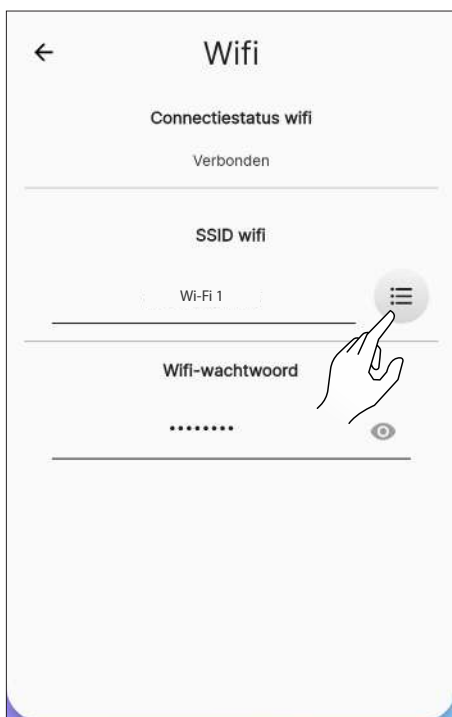 Wifi
Connectiestatus wifi
Verbonden
SSID wifi
Wi-Fi 1
Wifi-wachtwoord
••••••••